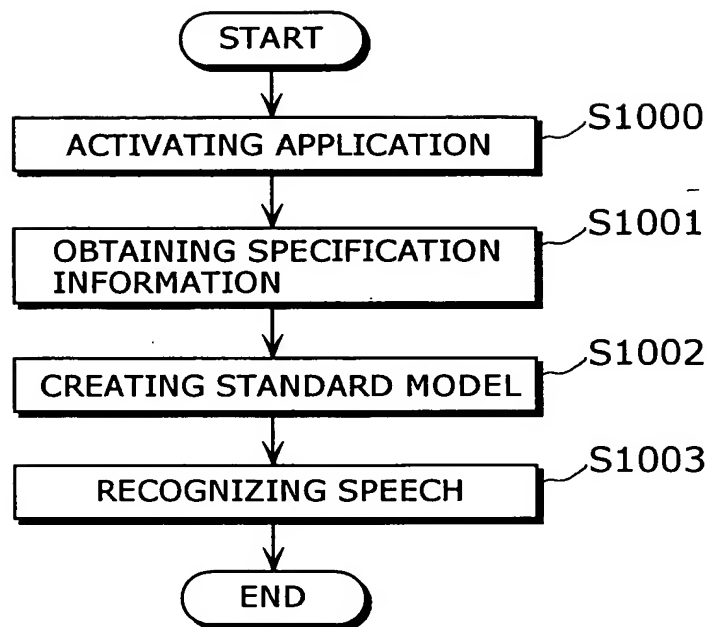 START
ACTIVATING APPLICATION
S1000
OBTAINING SPECIFICATION
INFORMATION
S1001
CREATING STANDARD MODEL
S1002
RECOGNIZING SPEECH
S1003
END